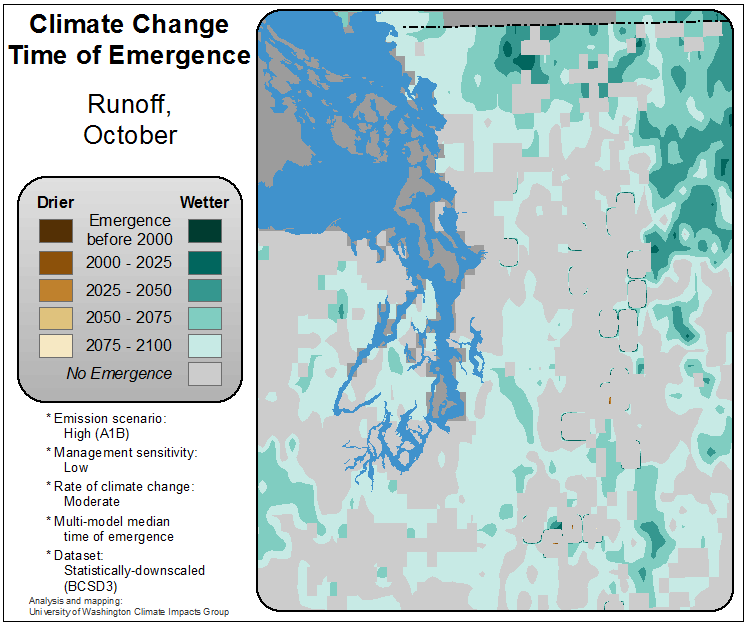 Climate Change
Time of Emergence
Runoff,
October
Drier Wetter
Emergence
before 2000
2000 - 2025
2025 - 2050
2050 - 2075
2075 - 2100
No Emergence
* Emission scenario:
High (A1B)
* Management sensitivity:
Low
* Rate of climate change:
Moderate
* Multi-model median
time of emergence
* Dataset:
Statistically-downscaled
(BCSD3)
Analysis and mapping:
University of Washington Climate Impacts Group